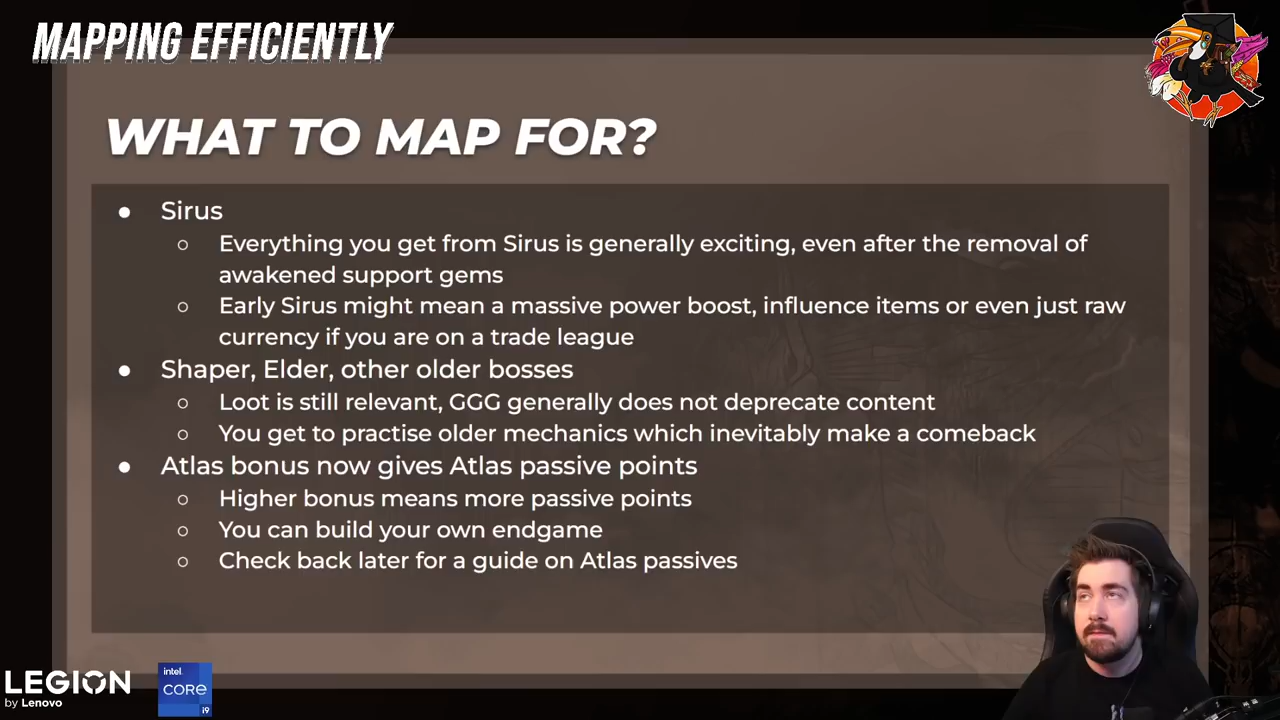 MAPPING EFFICIENTLY
WHAT TO MAP FOR?
● Sirus
○ Everything you get from Sirus is generally exciting, even after the removal of
awakened support gems
○ Early Sirus might mean a massive power boost, influence items or even just raw
currency if you are on a trade league
● Shaper, Elder, other older bosses
○ Loot is still relevant, GGG generally does not deprecate content
○ You get to practise older mechanics which inevitably make a comeback
● Atlas bonus now gives Atlas passive points
○ Higher bonus means more passive points
○ You can build your own endgame
○ Check back later for a guide on Atlas passives
LEGION
by Lenovo
intel.
CORE
i9